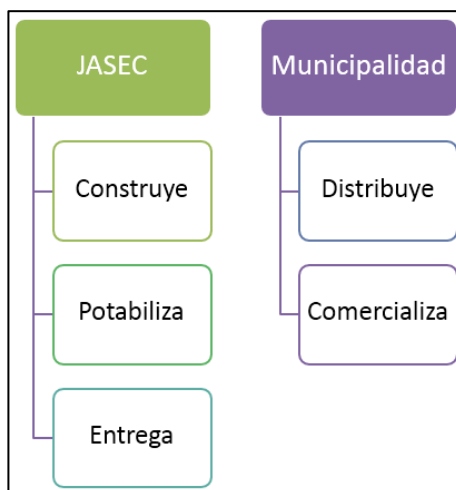 JASEC
Construye
Potabiliza
Entrega
Municipalidad
Distribuye
Comercializa